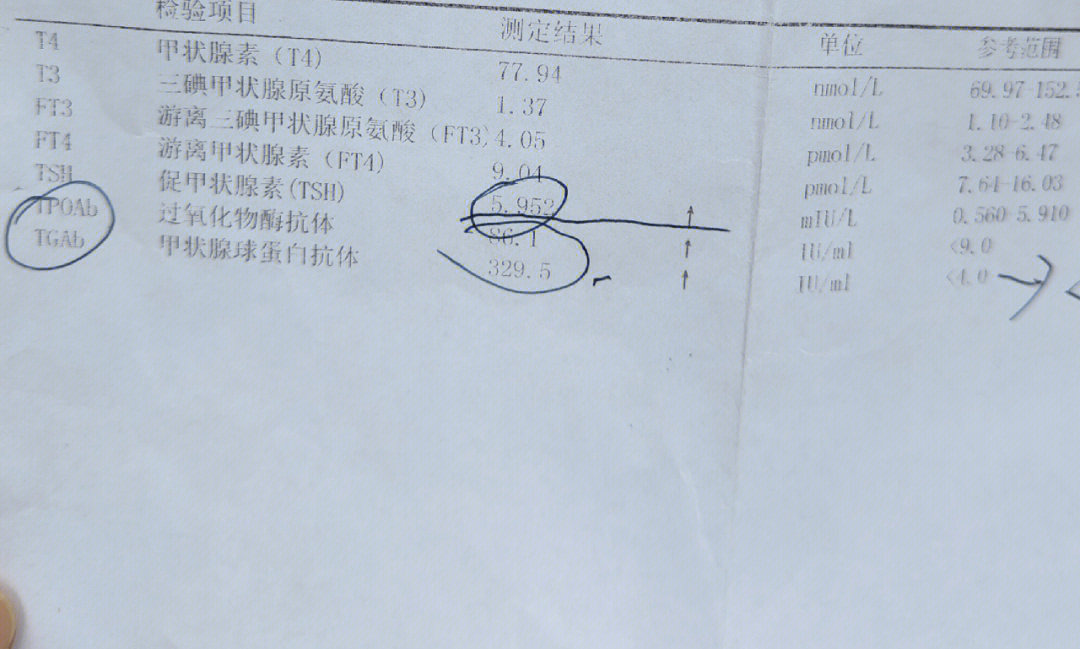 检验项目 测定结果 单位 参考范围
T4 甲状腺素（T4） 77.94 nmol/L 69.97-152.
T3 三碘甲状腺原氨酸（T3） 1.37 nmol/L 1.10-2.48
FT3 游离三碘甲状腺原氨酸（FT3) 4.05 pmol/L 3.28-6.47
FT4 游离甲状腺素（FT4） 9.04 pmol/L 7.64-16.03
TSH 促甲状腺素(TSH) 5.952 ↑ mIU/L 0.560-5.910
TPOAb 过氧化物酶抗体 86.1 ↑ IU/ml <9.0
TGAb 甲状腺球蛋白抗体 329.5 ↑ IU/ml <4.0